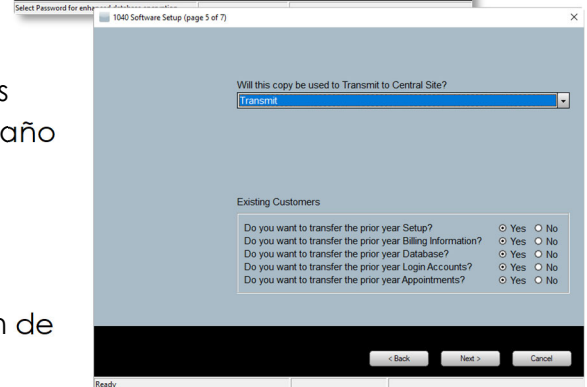 Select Password for enhanced database encryption
1040 Software Setup (page 5 of 7)
s
año
n de
Will this copy be used to Transmit to Central Site?
Transmit
Existing Customers
Do you want to transfer the prior year Setup? Yes No
Do you want to transfer the prior year Billing Information? Yes No
Do you want to transfer the prior year Database? Yes No
Do you want to transfer the prior year Login Accounts? Yes No
Do you want to transfer the prior year Appointments? Yes No
< Back Next > Cancel
Ready